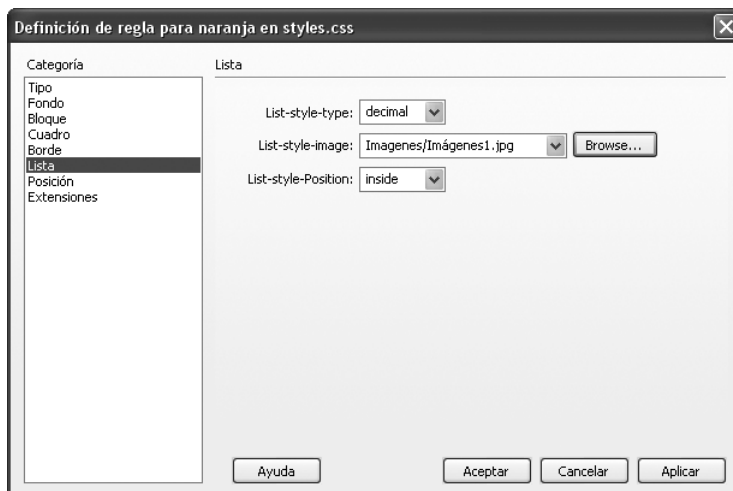 Definición de regla para naranja en styles.css
Categoría
Tipo
Fondo
Bloque
Cuadro
Borde
Lista
Posición
Extensiones
Lista
List-style-type: decimal
List-style-image: Imagenes/Imágenes1.jpg Browse...
List-style-Position: inside
Ayuda Aceptar Cancelar Aplicar